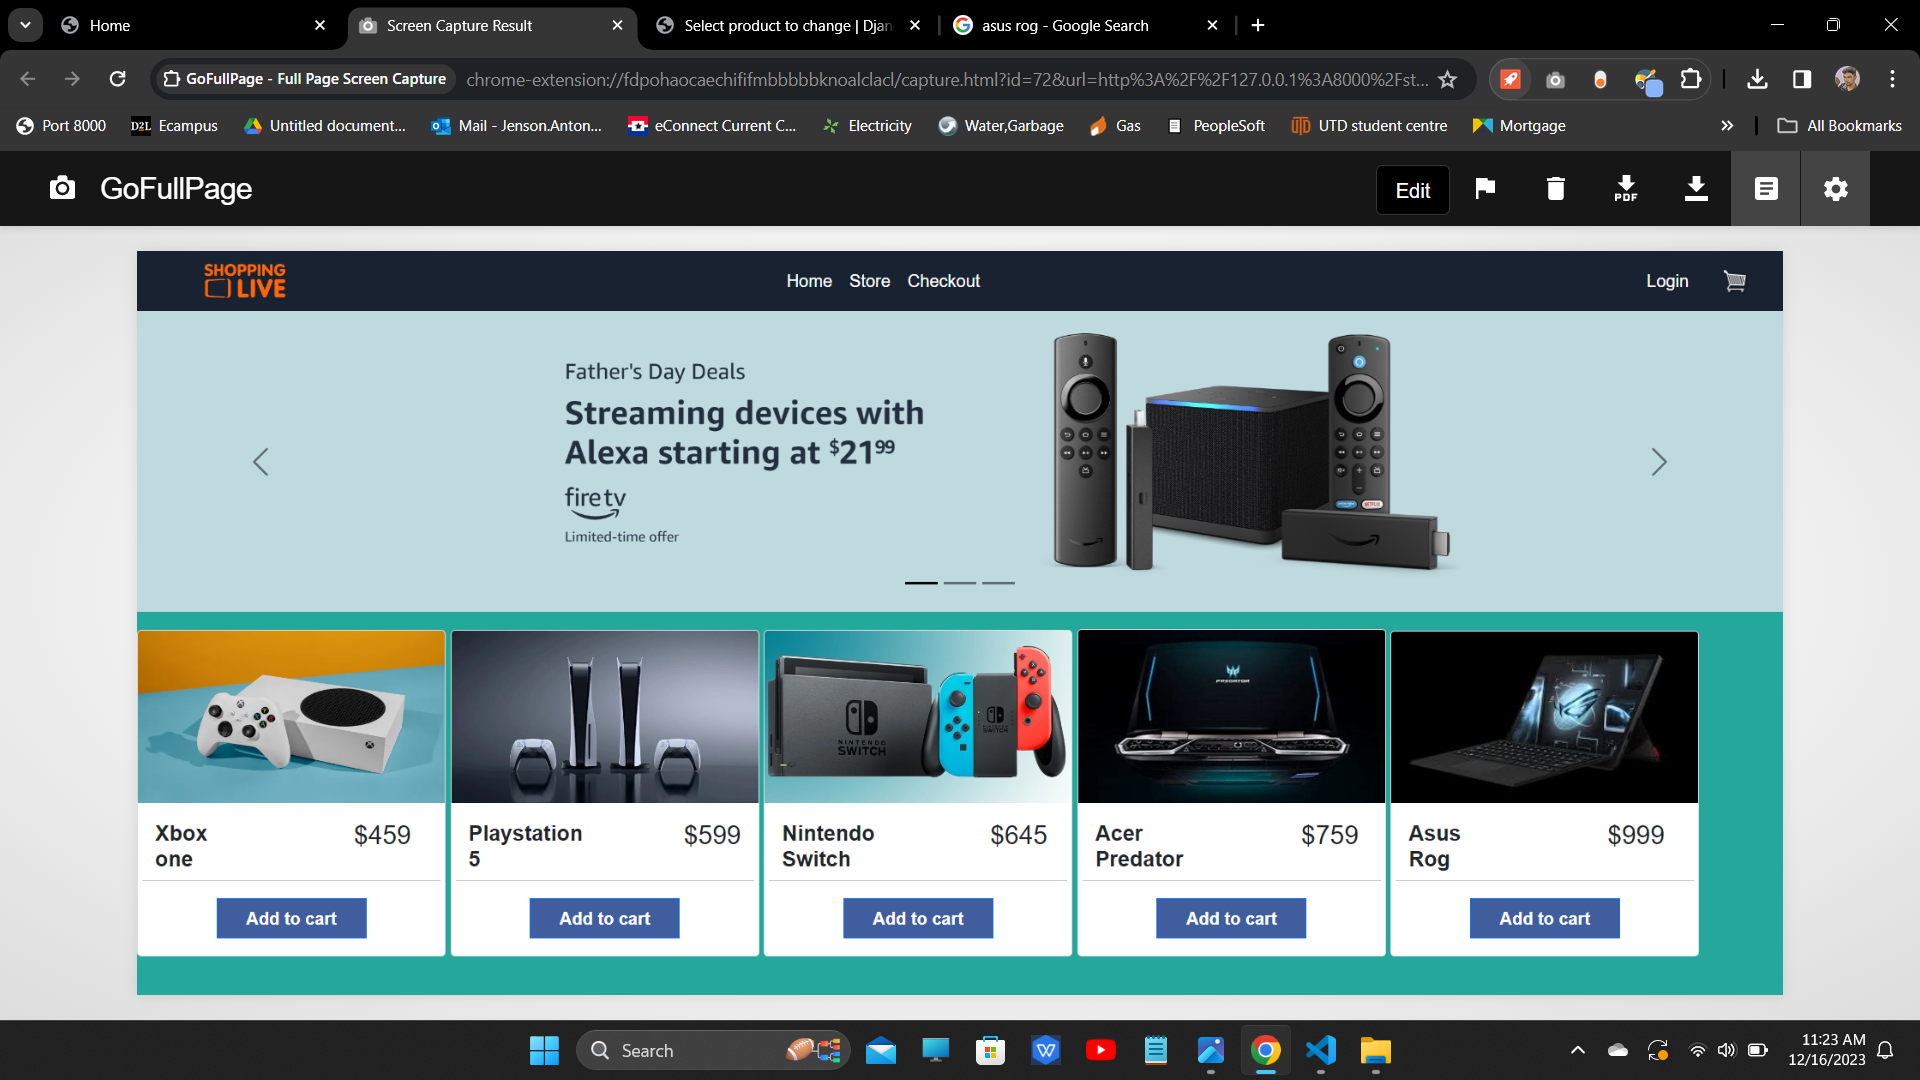 Home
Screen Capture Result
Select product to change | Djan
asus rog - Google Search
GoFullPage - Full Page Screen Capture
chrome-extension://fdpohaocaechififmbbbbbknoalclacl/capture.html?id=72&url=http%3A%2F%2F127.0.0.1%3A8000%2Fst...
Port 8000
D2L Ecampus
Untitled document...
Mail - Jenson.Anton...
eConnect Current C...
Electricity
Water,Garbage
Gas
PeopleSoft
UTD student centre
Mortgage
All Bookmarks
GoFullPage
Edit
PDF
SHOPPING
LIVE
Home Store Checkout
Login
Father's Day Deals
Streaming devices with
Alexa starting at $2199
fire tv
Limited-time offer
NINTENDO
SWITCH
PREDATOR
Xbox
one
$459
Add to cart
Playstation
5
$599
Add to cart
Nintendo
Switch
$645
Add to cart
Acer
Predator
$759
Add to cart
Asus
Rog
$999
Add to cart
Search
11:23 AM
12/16/2023